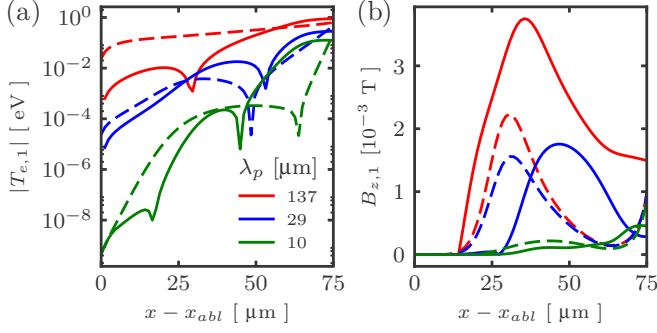 (a)
10^0
10^{-2}
10^{-4}
10^{-6}
10^{-8}
|T_{e,1}| [ eV]
λ_p [µm]
137
29
10
0 25 50 75
x − x_{abl} [ µm]
(b)
3
2
1
0
B_{z,1} [10^{-3} T]
0 25 50 75
x − x_{abl} [ µm]